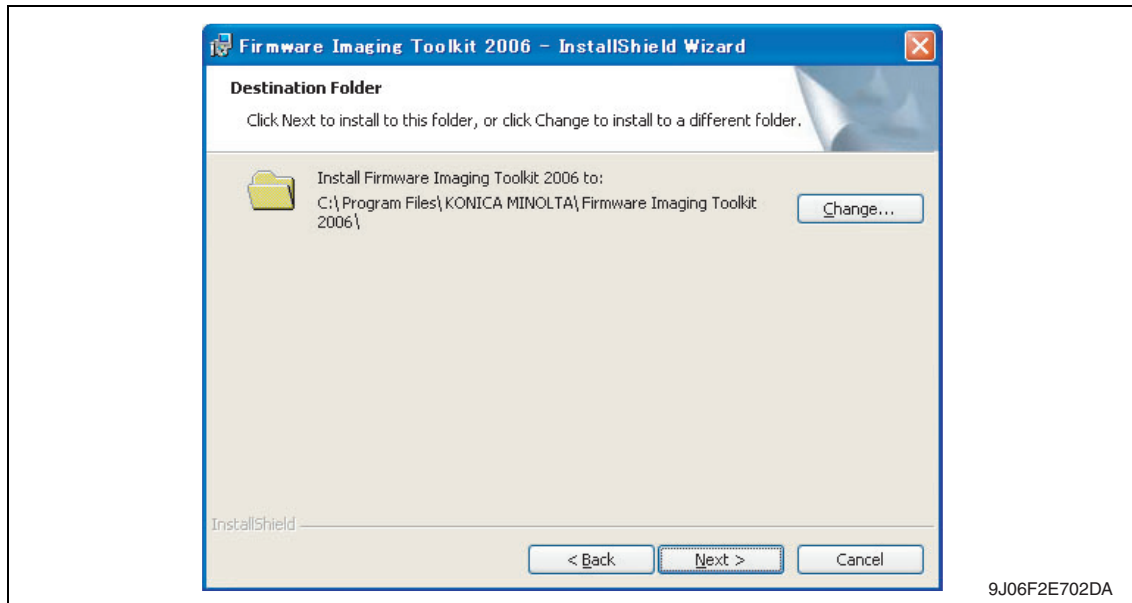 Firmware Imaging Toolkit 2006 - InstallShield Wizard
Destination Folder
Click Next to install to this folder, or click Change to install to a different folder.
Install Firmware Imaging Toolkit 2006 to:
C:\Program Files\KONICA MINOLTA\Firmware Imaging Toolkit
2006\
Change...
InstallShield
< Back
Next >
Cancel
9J06F2E702DA